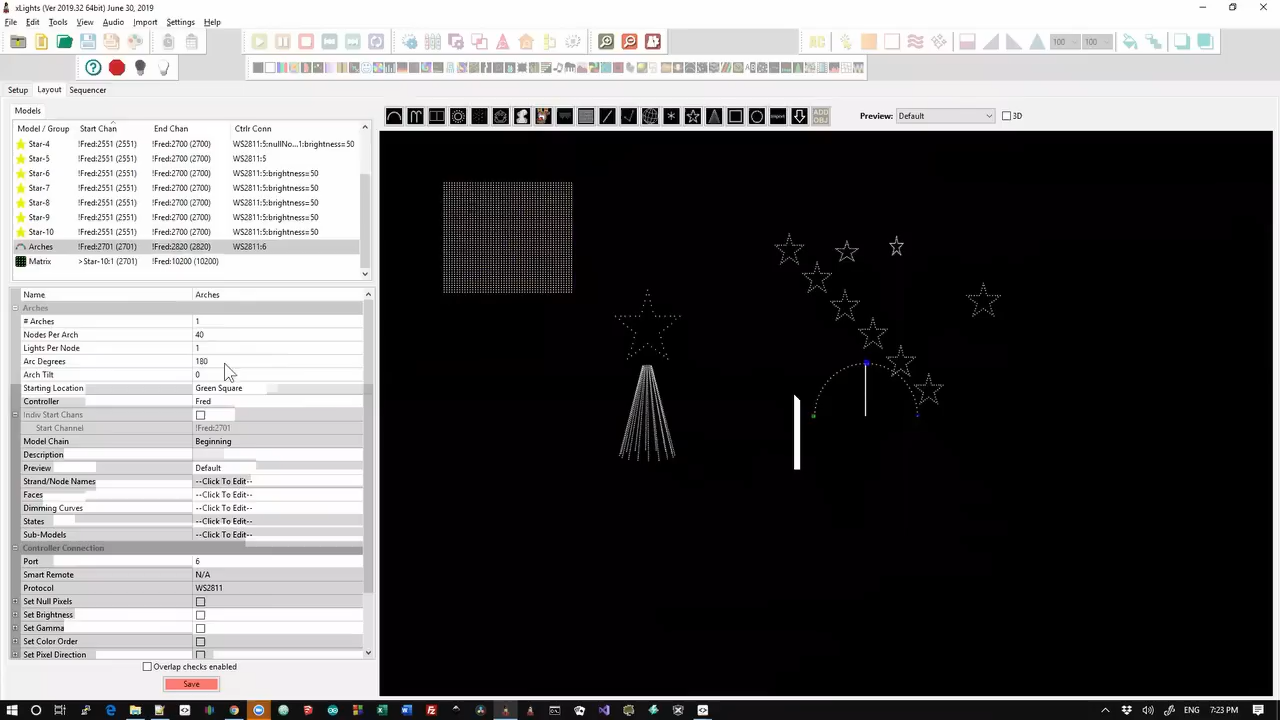 xLights (Ver 2019.32 64bit) June 30, 2019
File Edit Tools View Audio Import Settings Help
100 100
Setup Layout Sequencer
Models
Preview: Default 3D
Model / Group Start Chan End Chan Ctrlr Conn
Star-4 !Fred:2551 (2551) !Fred:2700 (2700) WS2811:5:nullNo...1:brightness=50
Star-5 !Fred:2551 (2551) !Fred:2700 (2700) WS2811:5
Star-6 !Fred:2551 (2551) !Fred:2700 (2700) WS2811:5:brightness=50
Star-7 !Fred:2551 (2551) !Fred:2700 (2700) WS2811:5:brightness=50
Star-8 !Fred:2551 (2551) !Fred:2700 (2700) WS2811:5:brightness=50
Star-9 !Fred:2551 (2551) !Fred:2700 (2700) WS2811:5:brightness=50
Star-10 !Fred:2551 (2551) !Fred:2700 (2700) WS2811:5:brightness=50
Arches !Fred:2701 (2701) !Fred:2820 (2820) WS2811:6
Matrix >Star-10:1 (2701) !Fred:10200 (10200)
Name Arches
Arches
# Arches 1
Nodes Per Arch 40
Lights Per Node 1
Arc Degrees 180
Arch Tilt 0
Starting Location Green Square
Controller Fred
Indiv Start Chans
Start Channel !Fred:2701
Model Chain Beginning
Description
Preview Default
Strand/Node Names --Click To Edit--
Faces --Click To Edit--
Dimming Curves --Click To Edit--
States --Click To Edit--
Sub-Models --Click To Edit--
Controller Connection
Port 6
Smart Remote N/A
Protocol WS2811
Set Null Pixels
Set Brightness
Set Gamma
Set Color Order
Set Pixel Direction
Overlap checks enabled
Save
ENG 7:23 PM